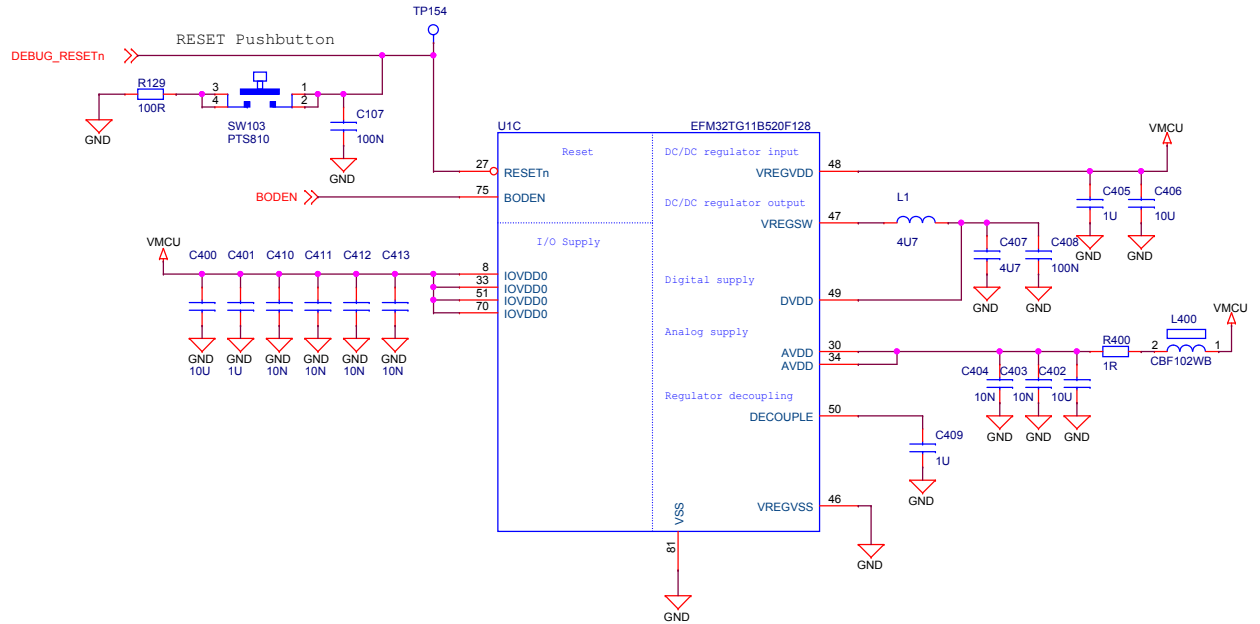 TP154
RESET Pushbutton
DEBUG_RESETn
R129
100R
GND
3
4
1
2
SW103
PTS810
C107
100N
GND
U1C
EFM32TG11B520F128
Reset
27
RESETn
75
BODEN
BODEN
I/O Supply
VMCU
C400
C401
C410
C411
C412
C413
8
IOVDD0
33
IOVDD0
51
IOVDD0
70
IOVDD0
GND
GND
GND
GND
GND
GND
10U
1U
10N
10N
10N
10N
DC/DC regulator input
VREGVDD
48
VMCU
C405
1U
C406
10U
GND
GND
DC/DC regulator output
VREGSW
47
L1
4U7
C407
4U7
C408
100N
GND
GND
Digital supply
DVDD
49
Analog supply
AVDD
30
AVDD
34
VMCU
L400
2
1
CBF102WB
R400
1R
C404
10N
C403
10N
C402
10U
GND
GND
GND
Regulator decoupling
DECOUPLE
50
C409
1U
GND
VREGVSS
46
GND
VSS
81
GND